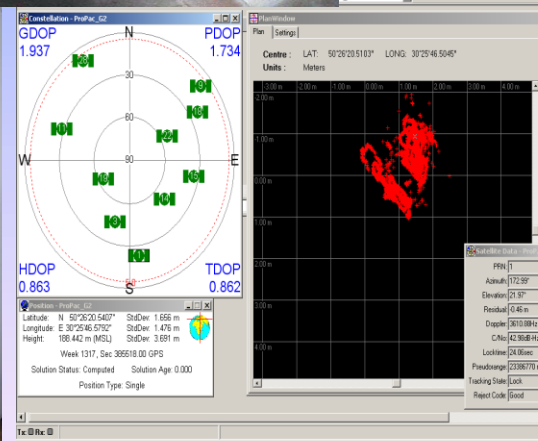 Constellation - ProPac_G2
GDOP
1.937
PDOP
1.734
N
S
W
E
30
60
90
HDOP
0.863
TDOP
0.862
Position - ProPac_G2
Latitude: N 50°26'20.5407" StdDev: 1.656 m
Longitude: E 30°25'46.5792" StdDev: 1.476 m
Height: 188.442 m (MSL) StdDev: 3.691 m
Week 1317, Sec 385618.00 GPS
Solution Status: Computed Solution Age: 0.000
Position Type: Single
PlanWindow
Plan Settings
Centre : LAT: 50°26'20.5103" LONG: 30°25'46.5045"
Units : Meters
-3.00 m -2.00 m -1.00 m 0.00 m 1.00 m 2.00 m 3.00 m 4.00 m
-2.00 m
-1.00 m
0.00 m
1.00 m
2.00 m
3.00 m
4.00 m
Satellite Data - ProP
PRN: 1
Azimuth: 172.99°
Elevation: 21.97°
Residual: -0.46 m
Doppler: 3610.08Hz
C/No: 42.98dB-Hz
Locktime: 24.06sec
Pseudorange: 23386770 m
Tracking State: Lock
Reject Code: Good
Tx: Rx: